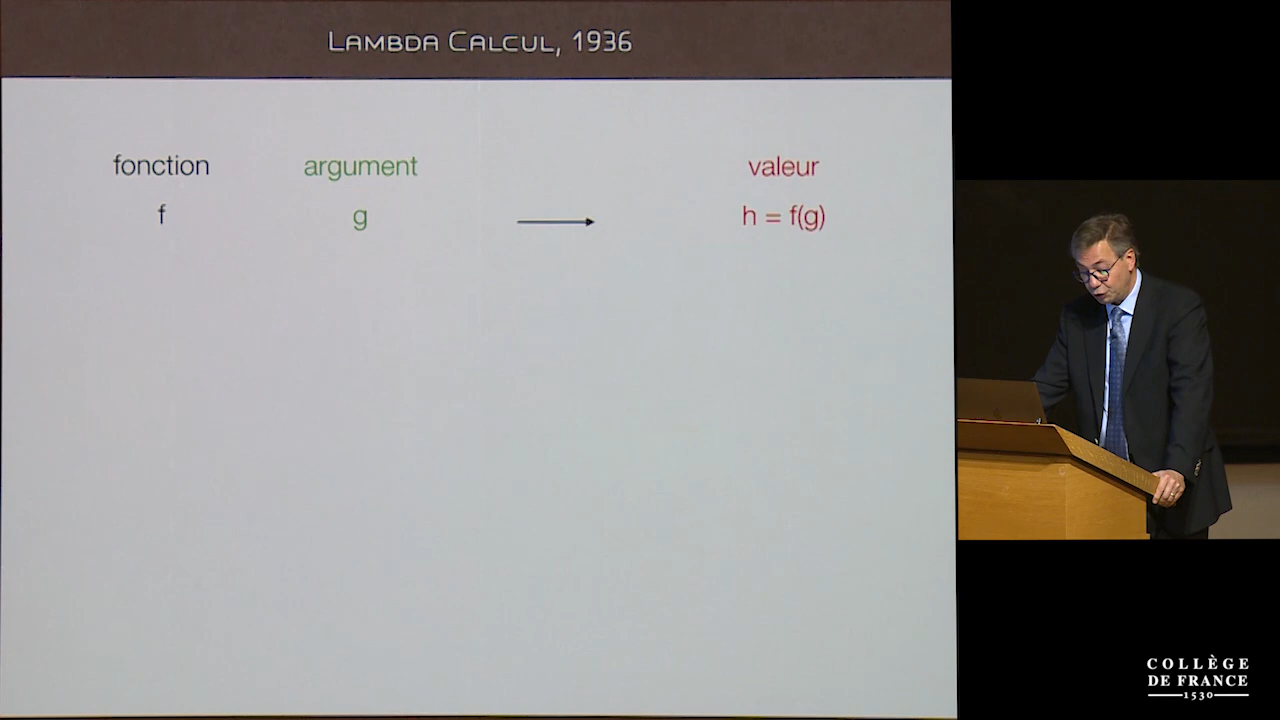 LAMBDA CALCUL, 1936
fonction argument valeur
f g h = f(g)
COLLÈGE
DE FRANCE
1530